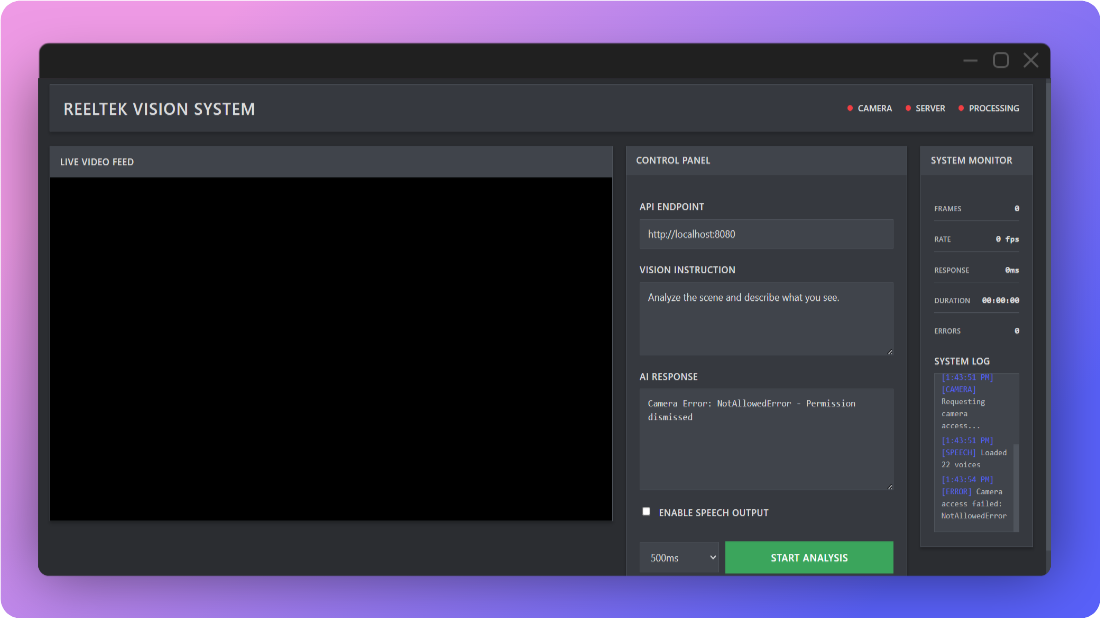 REELTEK VISION SYSTEM
CAMERA
SERVER
PROCESSING
LIVE VIDEO FEED
CONTROL PANEL
API ENDPOINT
http://localhost:8080
VISION INSTRUCTION
Analyze the scene and describe what you see.
AI RESPONSE
Camera Error: NotAllowedError - Permission
dismissed
ENABLE SPEECH OUTPUT
500ms
START ANALYSIS
SYSTEM MONITOR
FRAMES 0
RATE 0 fps
RESPONSE 0ms
DURATION 00:00:00
ERRORS 0
SYSTEM LOG
[1:43:51 PM]
[CAMERA]
Requesting
camera
access...
[1:43:51 PM]
[SPEECH] Loaded
22 voices
[1:43:54 PM]
[ERROR] Camera
access failed:
NotAllowedError